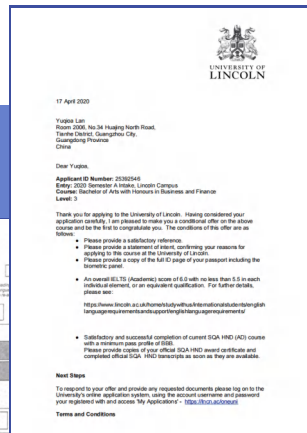 UNIVERSITY OF
LINCOLN
17 April 2020
Yuqioa Lan
Room 2006, No.34 Huajing North Road,
Tianhe District, Guangzhou City,
Guangdong Province
China
Dear Yuqioa,
Applicant ID Number: 25392546
Entry: 2020 Semester A Intake, Lincoln Campus
Course: Bachelor of Arts with Honours in Business and Finance
Level: 3
Thank you for applying to the University of Lincoln. Having considered your
application carefully, I am pleased to make you a conditional offer on the above
course and be the first to congratulate you. The conditions of this offer are as
follows:
• Please provide a satisfactory reference.
• Please provide a statement of intent, confirming your reasons for
applying to this course at the University of Lincoln.
• Please provide a copy of the full ID page of your passport including the
biometric panel.
• An overall IELTS (Academic) score of 6.0 with no less than 5.5 in each
individual element, or an equivalent qualification. For further details,
please see:
https://www.lincoln.ac.uk/home/studywithus/internationalstudents/english
languagerequirementsandsupport/englishlanguagerequirements/
• Satisfactory and successful completion of current SQA HND (AD) course
with a minimum pass profile of BBB.
Please provide copies of your official SQA HND award certificate and
completed official SQA HND transcripts as soon as they are available.
Next Steps
To respond to your offer and provide any requested documents please log on to the
University's online application system, using the account username and password
your registered with and access 'My Applications' - https://lncn.ac/oneuni
Terms and Conditions